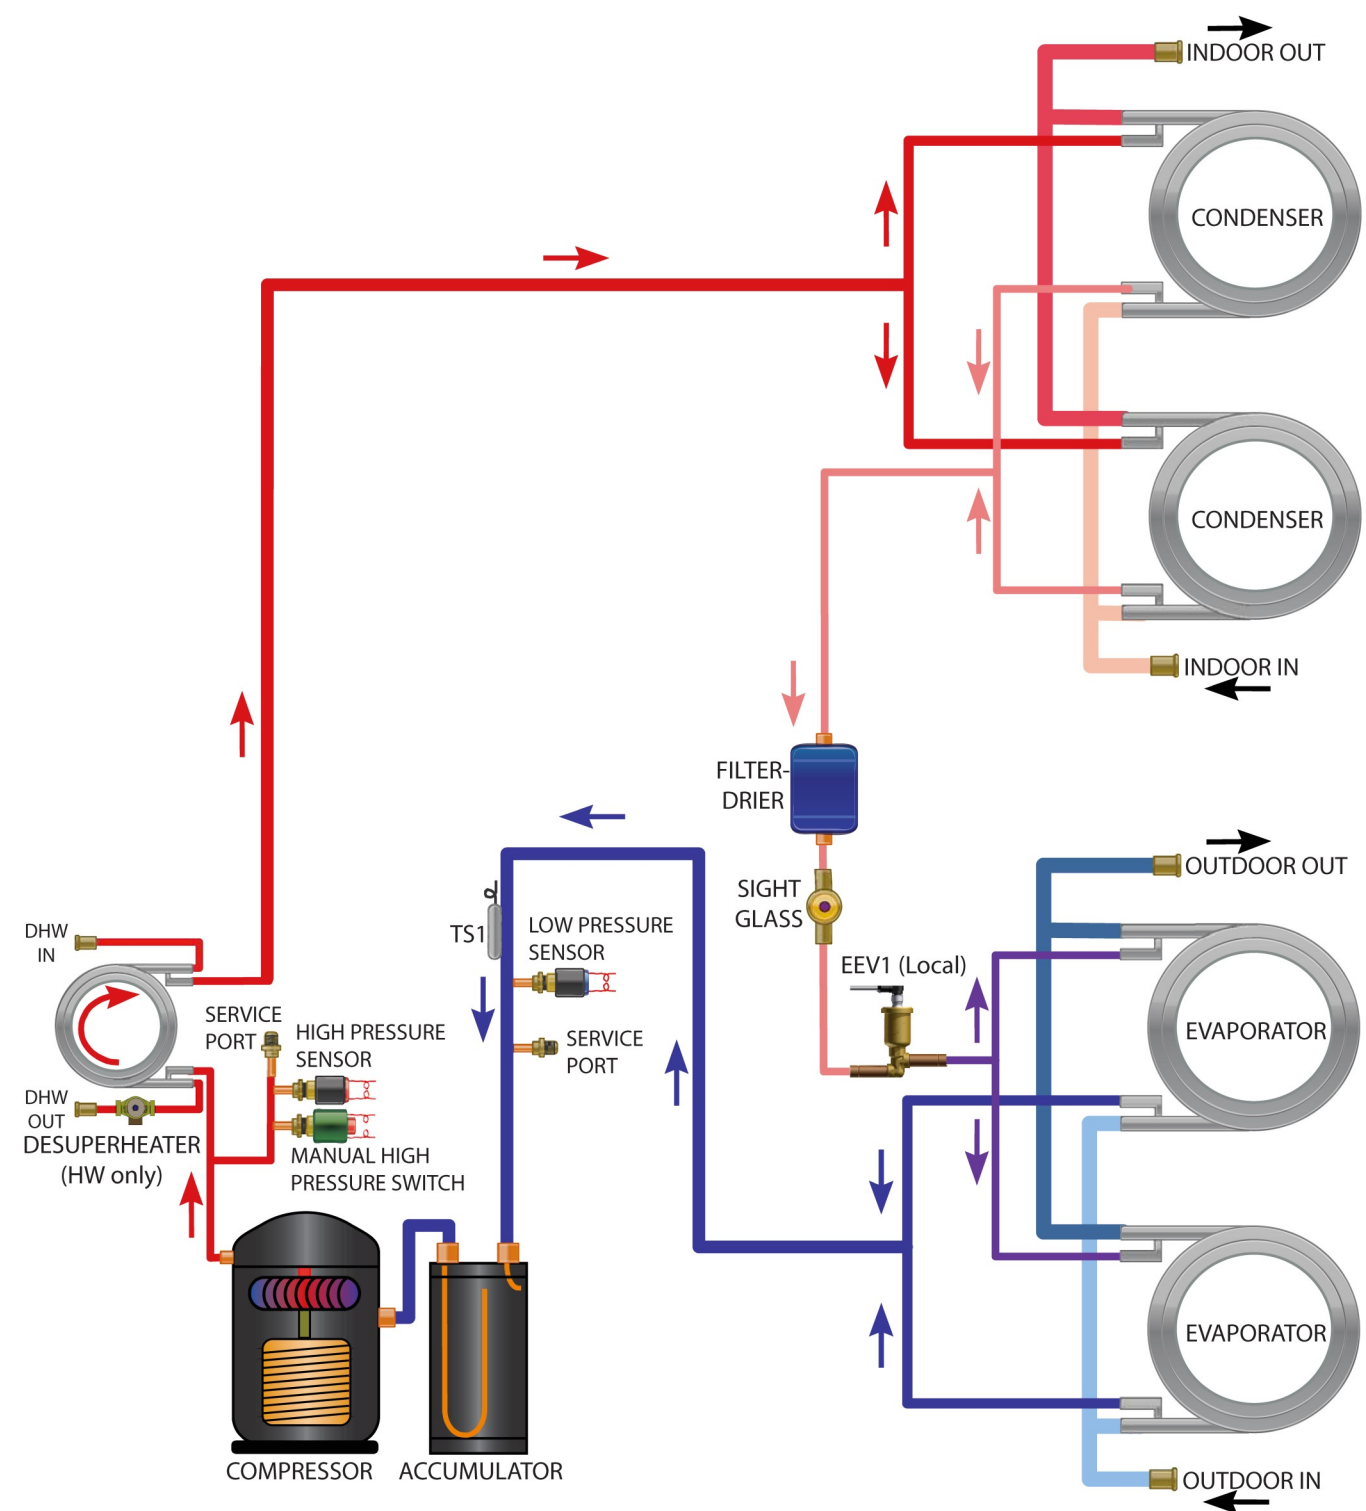 INDOOR OUT
CONDENSER
CONDENSER
INDOOR IN
FILTER-
DRIER
SIGHT
GLASS
EEV1 (Local)
OUTDOOR OUT
EVAPORATOR
EVAPORATOR
OUTDOOR IN
TS1
LOW PRESSURE
SENSOR
SERVICE
PORT
DHW
IN
SERVICE
PORT
HIGH PRESSURE
SENSOR
DHW
OUT
DESUPERHEATER
(HW only)
MANUAL HIGH
PRESSURE SWITCH
COMPRESSOR
ACCUMULATOR